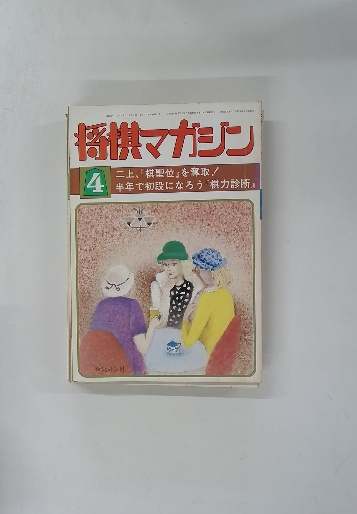 将棋マガジン
4
二上、「棋聖位」を奪取！
半年で初段になろう「棋力診断」